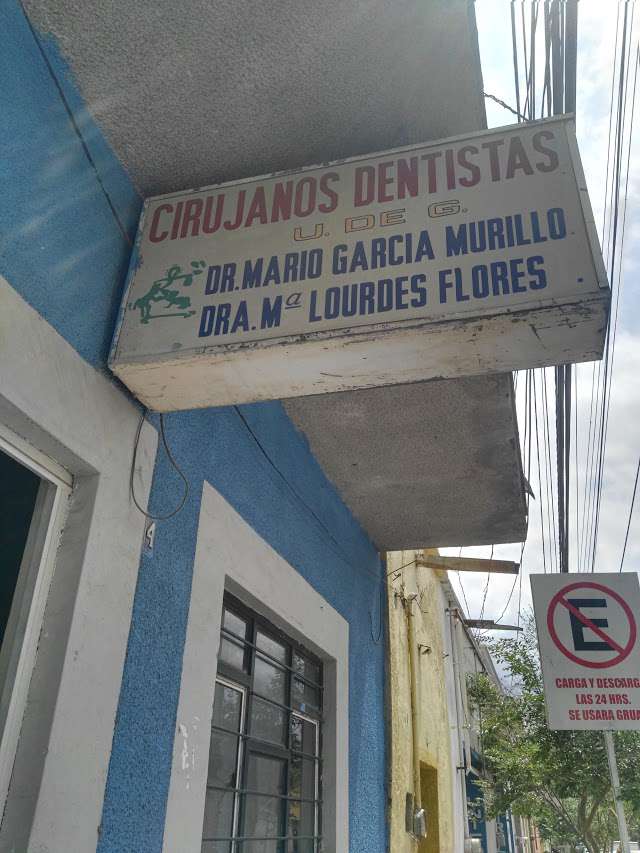 CIRUJANOS DENTISTAS
U. DE G.
DR. MARIO GARCIA MURILLO
DRA. Mª LOURDES FLORES
4
E
CARGA Y DESCARGA
LAS 24 HRS.
SE USARA GRUA